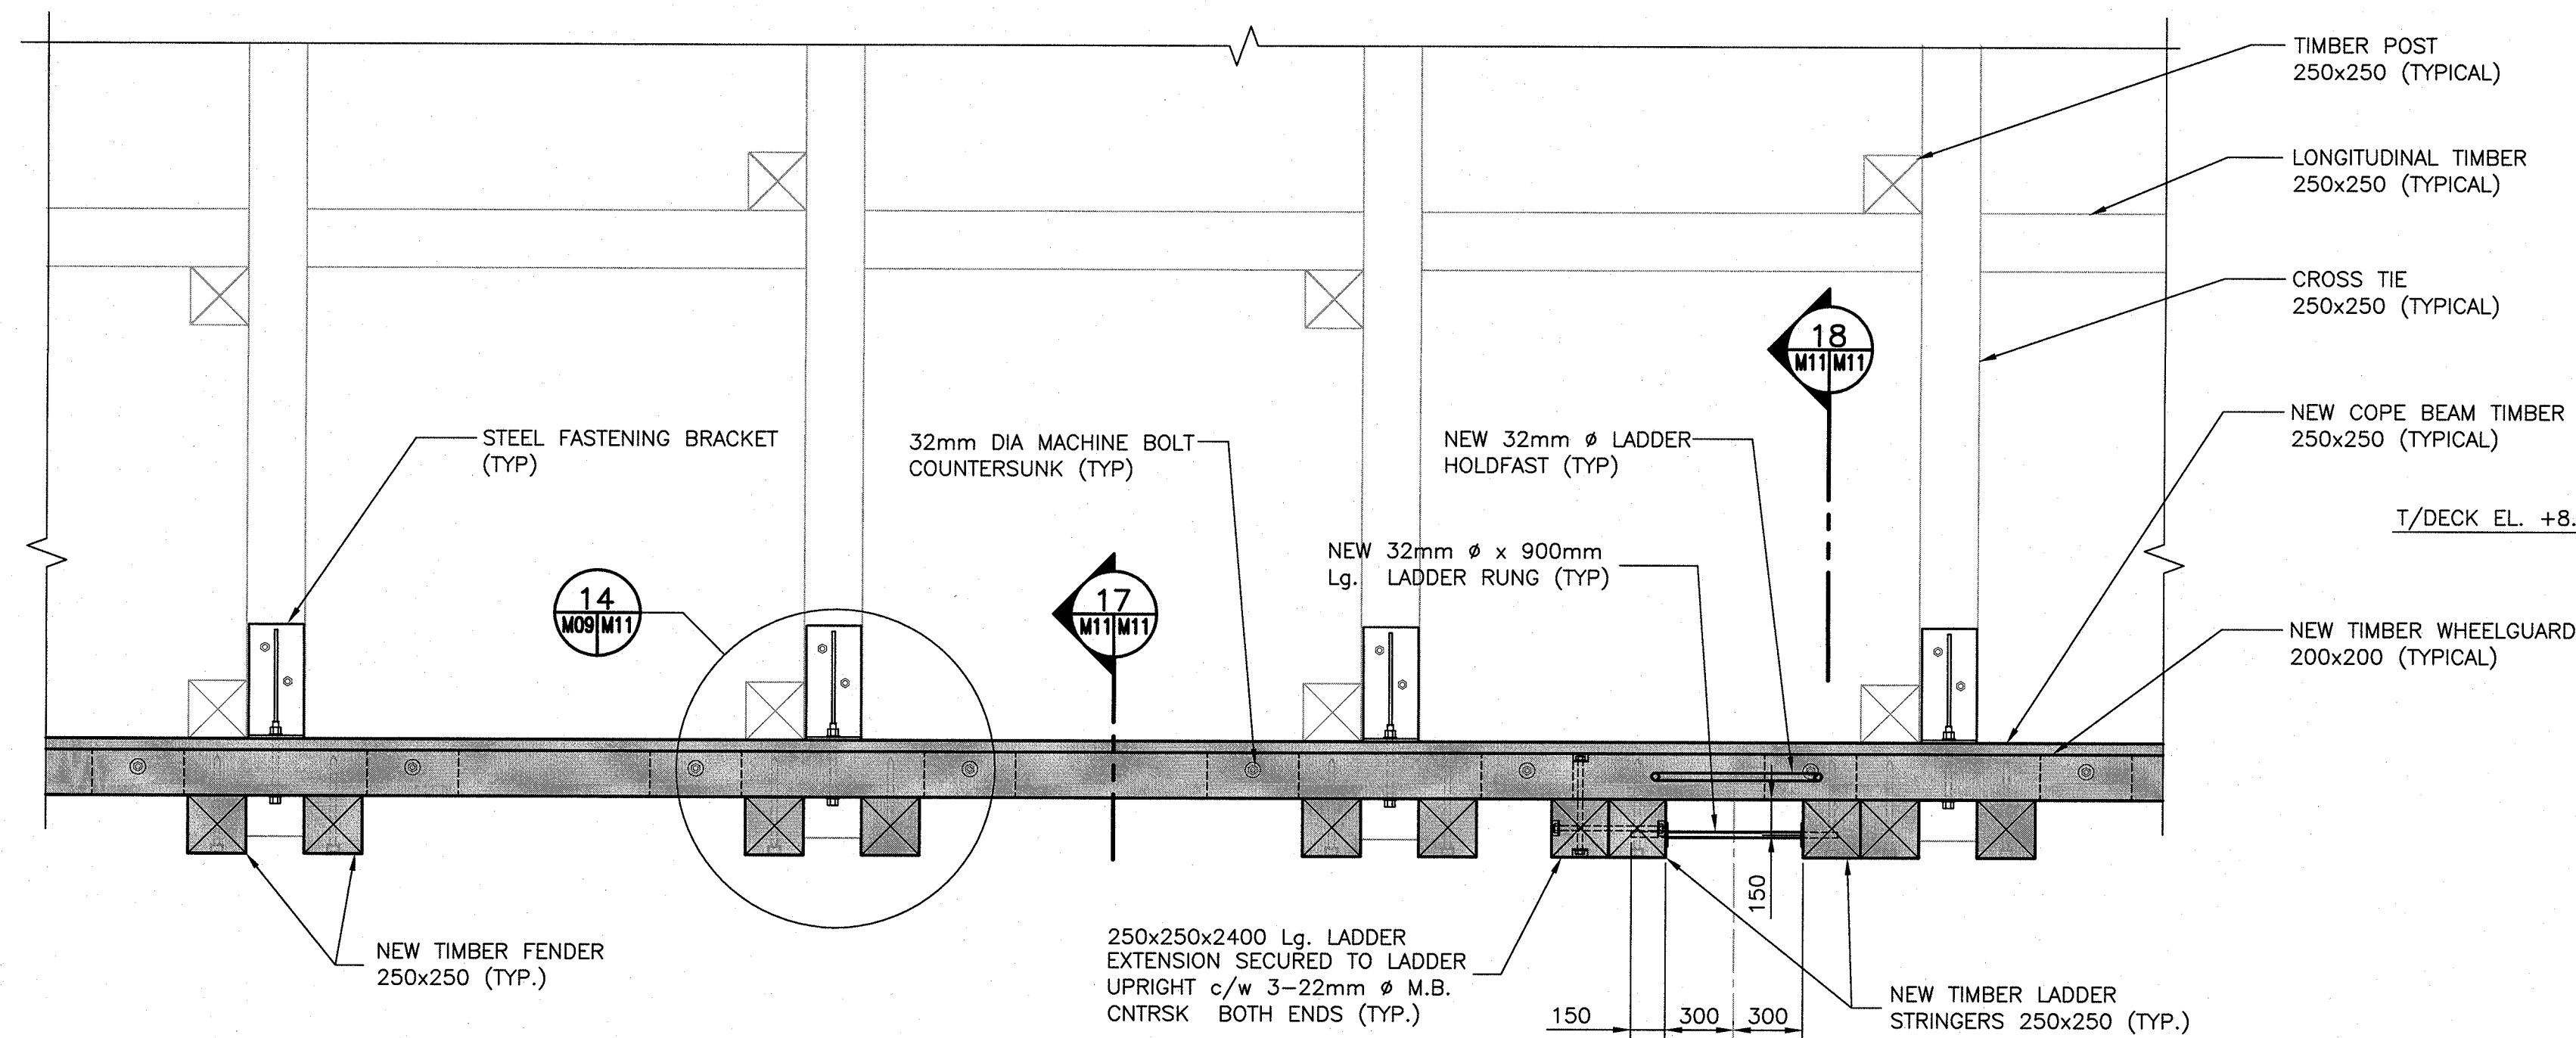 TIMBER POST
250x250 (TYPICAL)
LONGITUDINAL TIMBER
250x250 (TYPICAL)
CROSS TIE
250x250 (TYPICAL)
18
M11 M11
NEW COPE BEAM TIMBER
250x250 (TYPICAL)
STEEL FASTENING BRACKET
(TYP)
32mm DIA MACHINE BOLT
COUNTERSUNK (TYP)
NEW 32mm ø LADDER
HOLDFAST (TYP)
T/DECK EL. +8.
NEW 32mm ø x 900mm
Lg. LADDER RUNG (TYP)
14
M09 M11
17
M11 M11
NEW TIMBER WHEELGUARD
200x200 (TYPICAL)
150
NEW TIMBER FENDER
250x250 (TYP.)
250x250x2400 Lg. LADDER
EXTENSION SECURED TO LADDER
UPRIGHT c/w 3-22mm ø M.B.
CNTRSK BOTH ENDS (TYP.)
150
300
300
NEW TIMBER LADDER
STRINGERS 250x250 (TYP.)